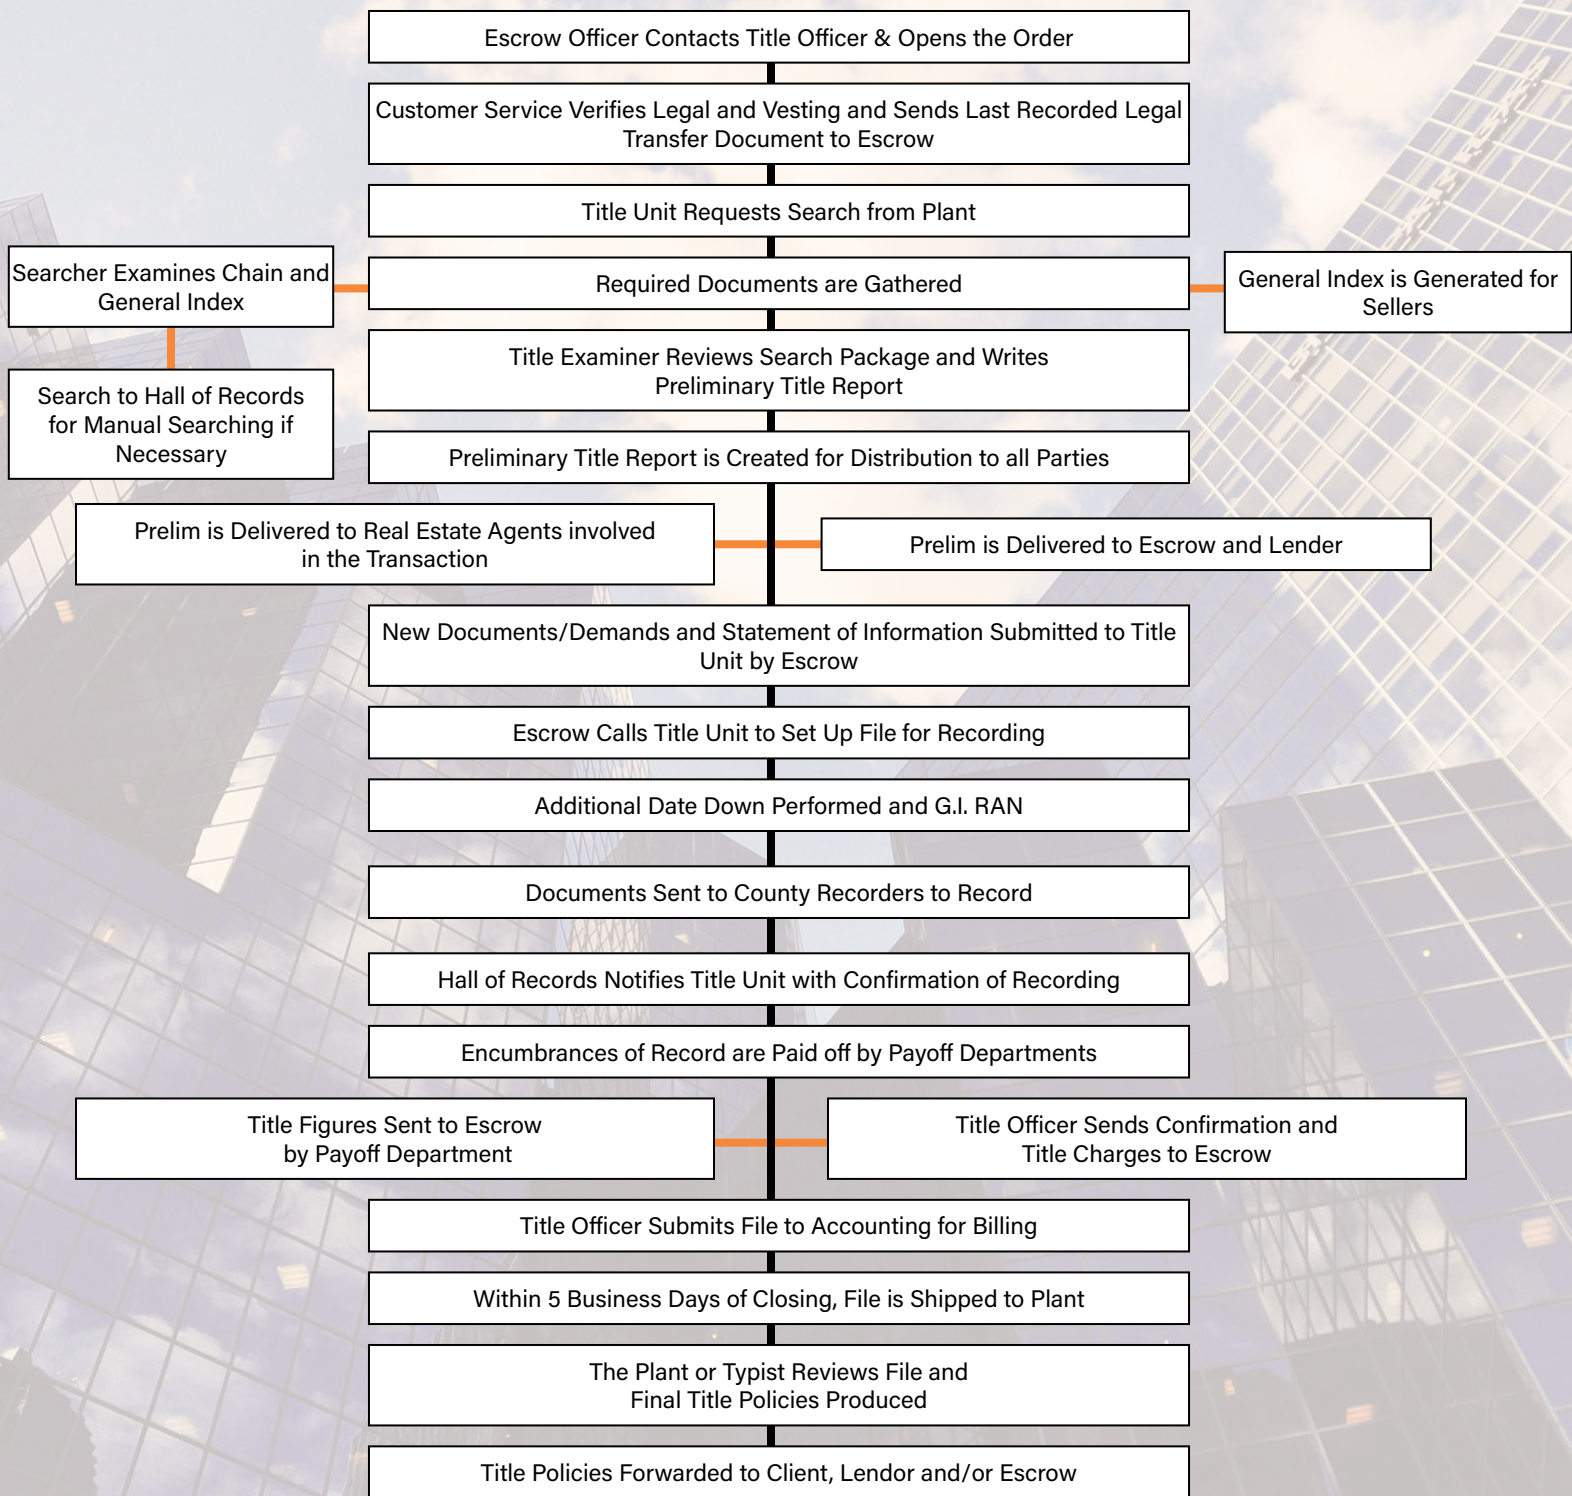 Escrow Officer Contacts Title Officer & Opens the Order
Customer Service Verifies Legal and Vesting and Sends Last Recorded Legal
Transfer Document to Escrow
Title Unit Requests Search from Plant
Searcher Examines Chain and
General Index
Required Documents are Gathered
General Index is Generated for
Sellers
Search to Hall of Records
for Manual Searching if
Necessary
Title Examiner Reviews Search Package and Writes
Preliminary Title Report
Preliminary Title Report is Created for Distribution to all Parties
Prelim is Delivered to Real Estate Agents involved
in the Transaction
Prelim is Delivered to Escrow and Lender
New Documents/Demands and Statement of Information Submitted to Title
Unit by Escrow
Escrow Calls Title Unit to Set Up File for Recording
Additional Date Down Performed and G.I. RAN
Documents Sent to County Recorders to Record
Hall of Records Notifies Title Unit with Confirmation of Recording
Encumbrances of Record are Paid off by Payoff Departments
Title Figures Sent to Escrow
by Payoff Department
Title Officer Sends Confirmation and
Title Charges to Escrow
Title Officer Submits File to Accounting for Billing
Within 5 Business Days of Closing, File is Shipped to Plant
The Plant or Typist Reviews File and
Final Title Policies Produced
Title Policies Forwarded to Client, Lendor and/or Escrow